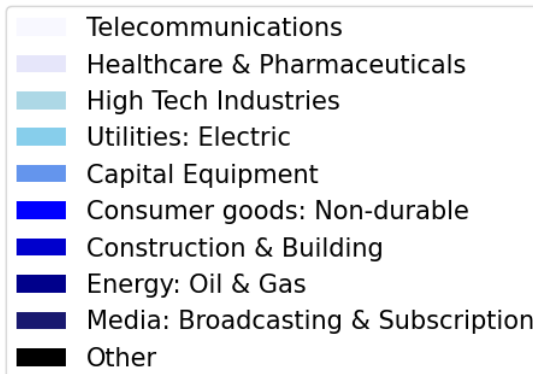 Telecommunications
Healthcare & Pharmaceuticals
High Tech Industries
Utilities: Electric
Capital Equipment
Consumer goods: Non-durable
Construction & Building
Energy: Oil & Gas
Media: Broadcasting & Subscription
Other